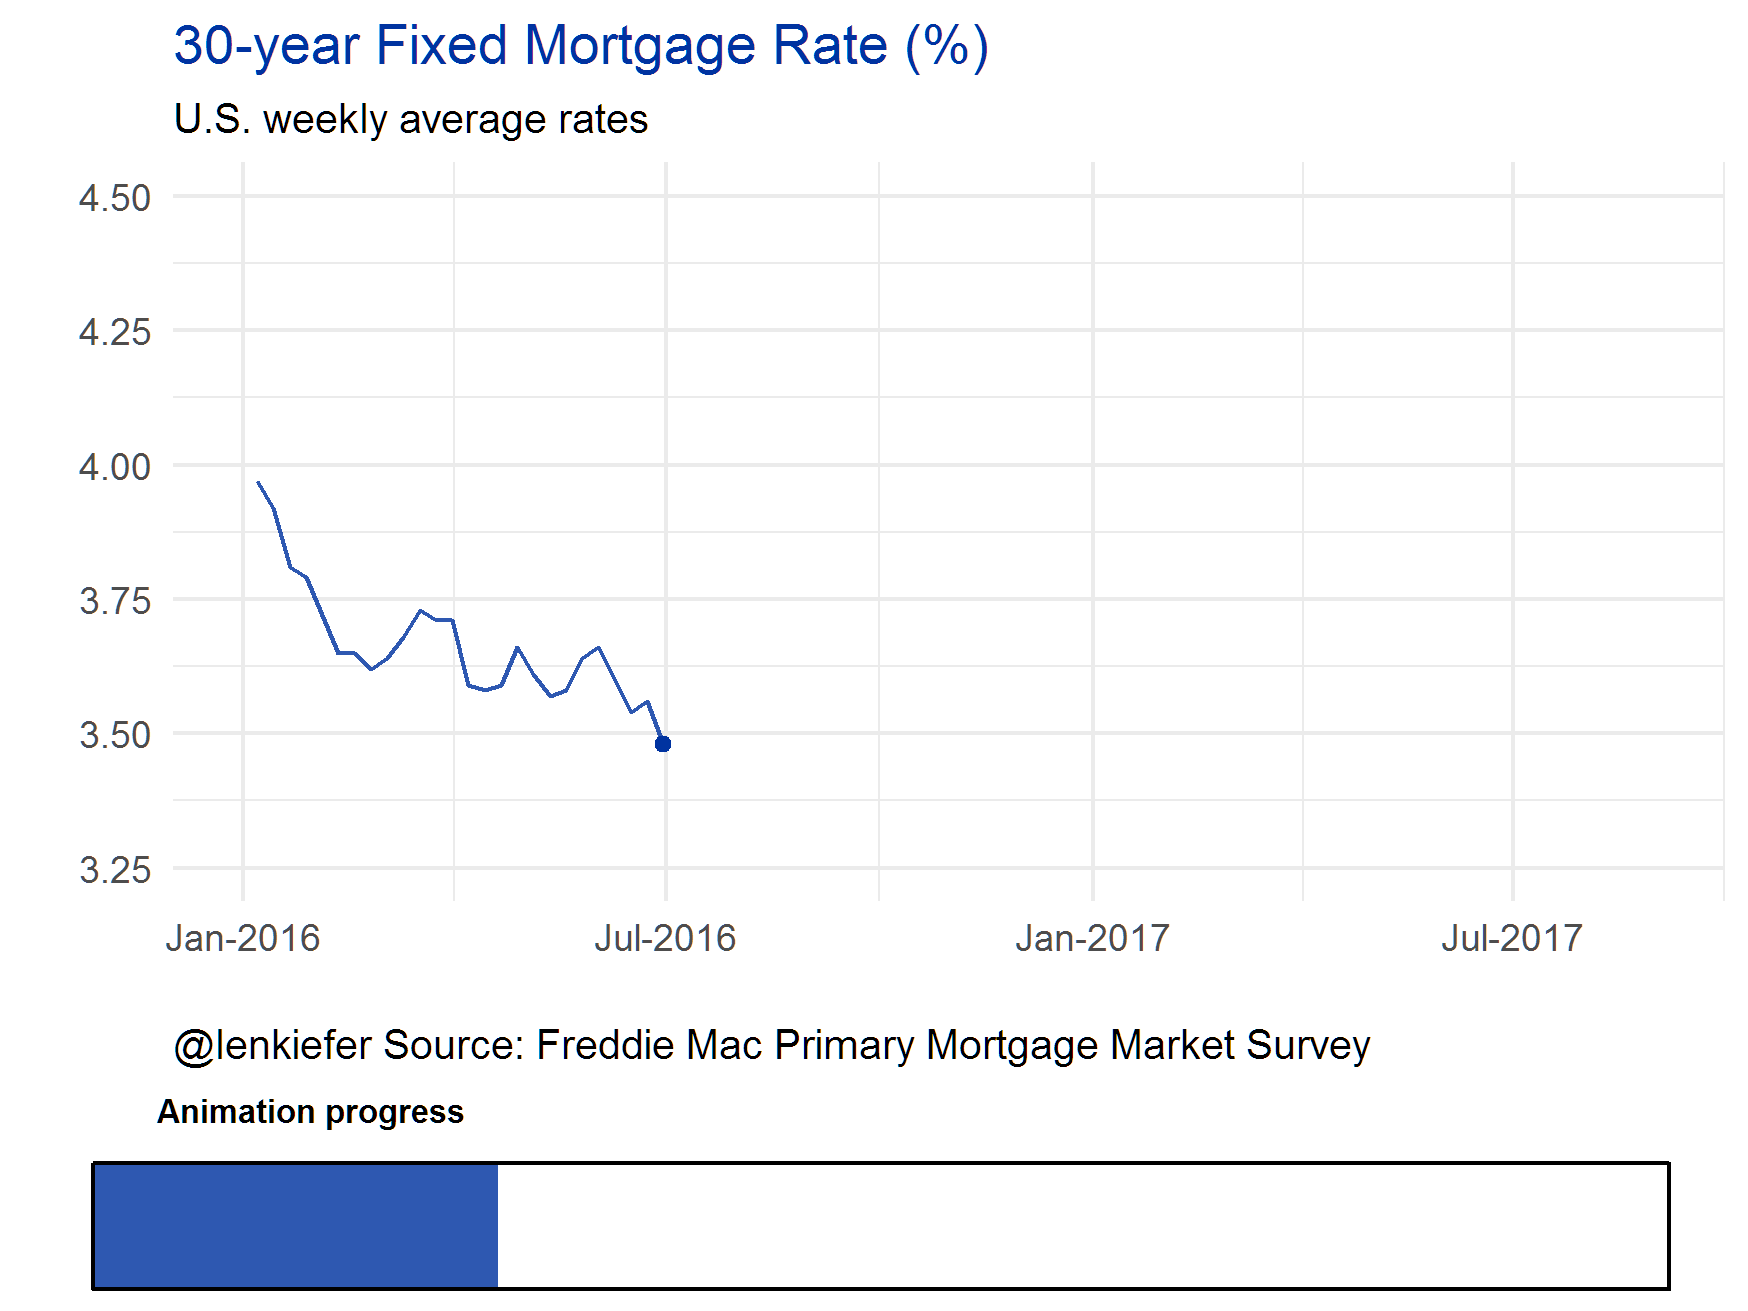 30-year Fixed Mortgage Rate (%)
U.S. weekly average rates
4.50
4.25
4.00
3.75
3.50
3.25
Jan-2016 Jul-2016 Jan-2017 Jul-2017
@lenkiefer Source: Freddie Mac Primary Mortgage Market Survey
Animation progress